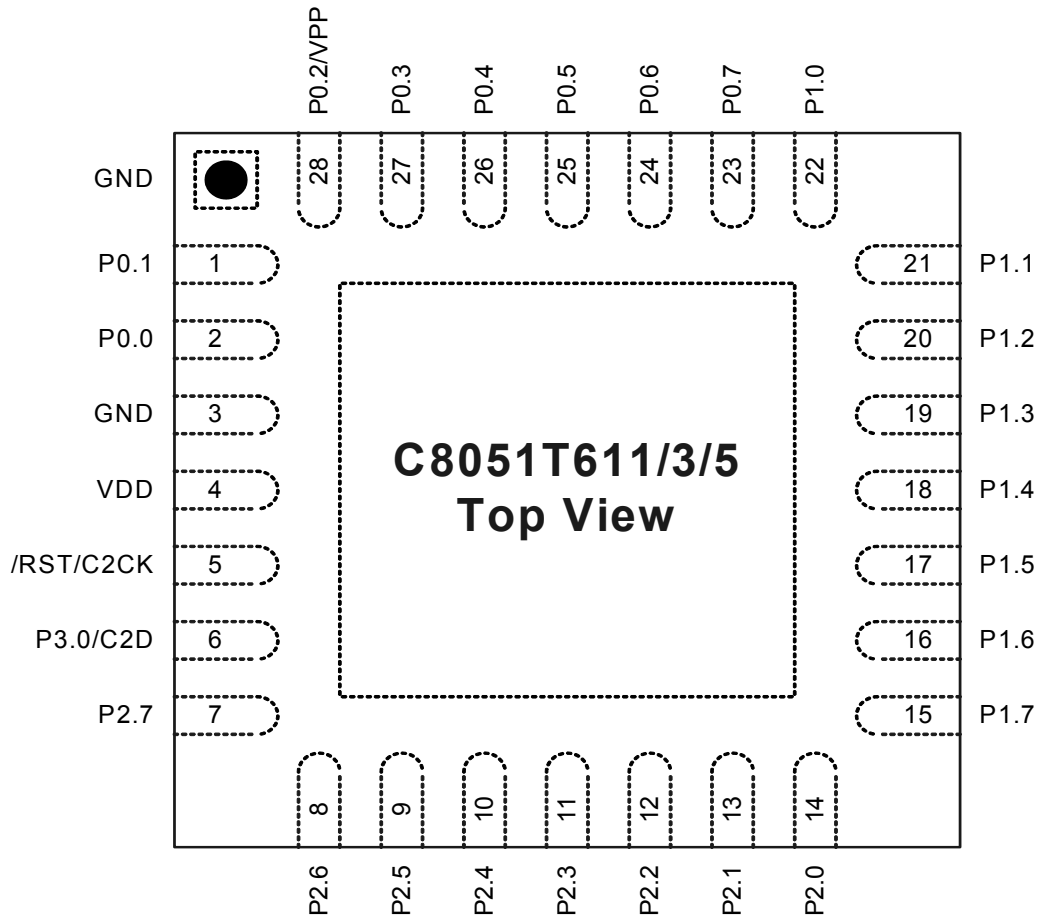 P0.2/VPP
P0.3
P0.4
P0.5
P0.6
P0.7
P1.0
GND
28
27
26
25
24
23
22
P0.1
1
21
P1.1
P0.0
2
20
P1.2
GND
3
19
P1.3
C8051T611/3/5
Top View
VDD
4
18
P1.4
/RST/C2CK
5
17
P1.5
P3.0/C2D
6
16
P1.6
P2.7
7
15
P1.7
8
9
10
11
12
13
14
P2.6
P2.5
P2.4
P2.3
P2.2
P2.1
P2.0